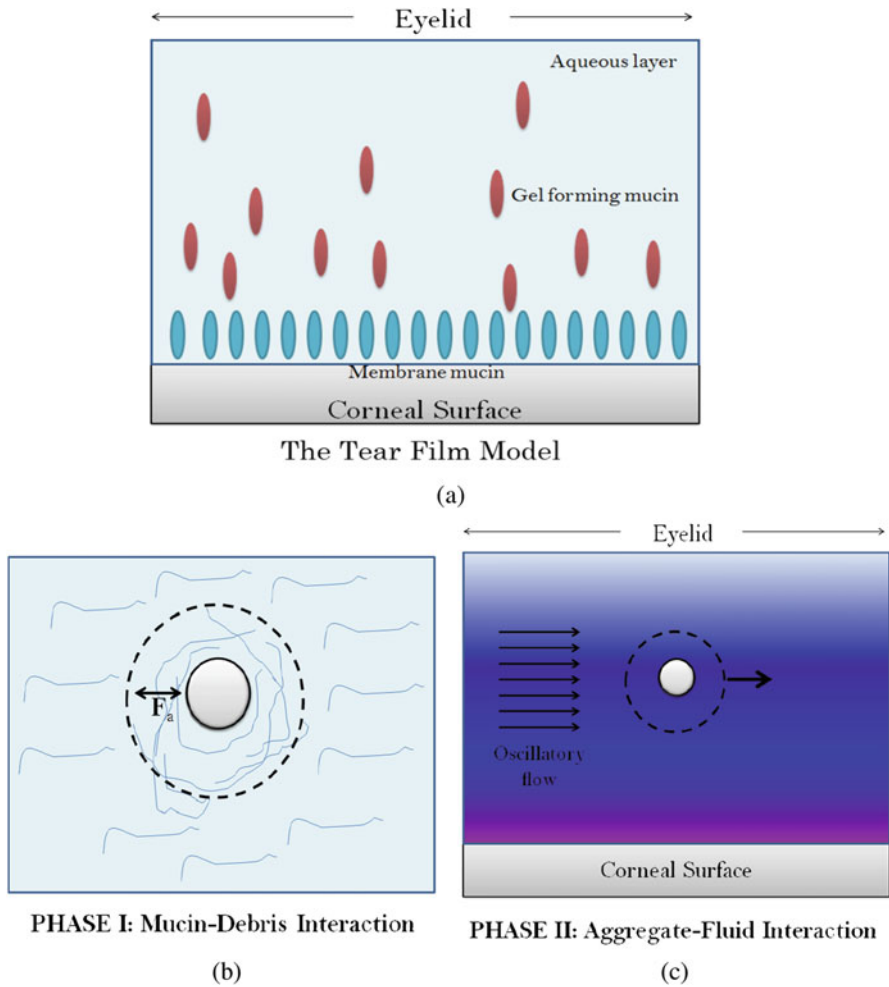 Eyelid
Aqueous layer
Gel forming mucin
Membrane mucin
Corneal Surface
The Tear Film Model
(a)
F a
PHASE I: Mucin-Debris Interaction
(b)
Eyelid
Oscillatory
flow
Corneal Surface
PHASE II: Aggregate-Fluid Interaction
(c)